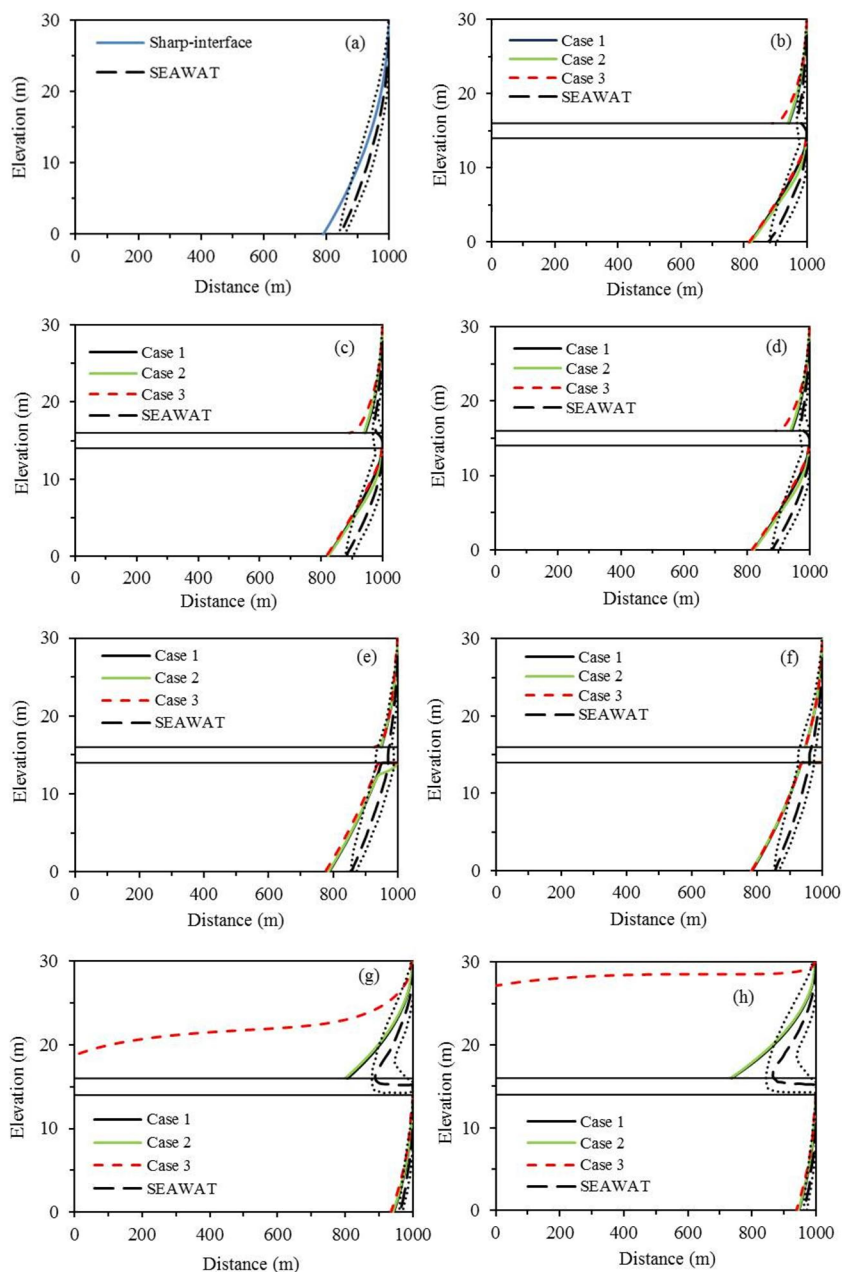 (a)
Sharp-interface
SEAWAT
Elevation (m)
30
20
10
0
0 200 400 600 800 1000
Distance (m)
(b)
Case 1
Case 2
Case 3
SEAWAT
Elevation (m)
30
20
10
0
0 200 400 600 800 1000
Distance (m)
(c)
Case 1
Case 2
Case 3
SEAWAT
Elevation (m)
30
20
10
0
0 200 400 600 800 1000
Distance (m)
(d)
Case 1
Case 2
Case 3
SEAWAT
Elevation (m)
30
20
10
0
0 200 400 600 800 1000
Distance (m)
(e)
Case 1
Case 2
Case 3
SEAWAT
Elevation (m)
30
20
10
0
0 200 400 600 800 1000
Distance (m)
(f)
Case 1
Case 2
Case 3
SEAWAT
Elevation (m)
30
20
10
0
0 200 400 600 800 1000
Distance (m)
(g)
Elevation (m)
30
20
10
0
Case 1
Case 2
Case 3
SEAWAT
0 200 400 600 800 1000
Distance (m)
(h)
Elevation (m)
30
20
10
0
Case 1
Case 2
Case 3
SEAWAT
0 200 400 600 800 1000
Distance (m)